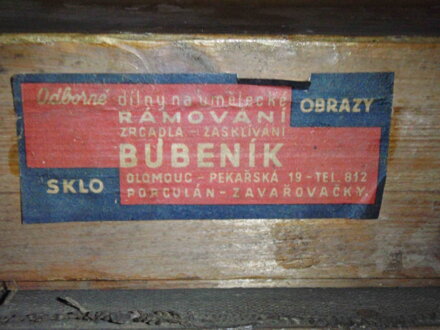 Odborné dílny na umělecké
RÁMOVÁNÍ
OBRAZY
ZRCADLA - ZASKLÍVÁNÍ
BUBENÍK
SKLO
OLOMOUC - PEKAŘSKÁ 19 - TEL. 812
PORCULÁN - ZAVAŘOVAČKY.